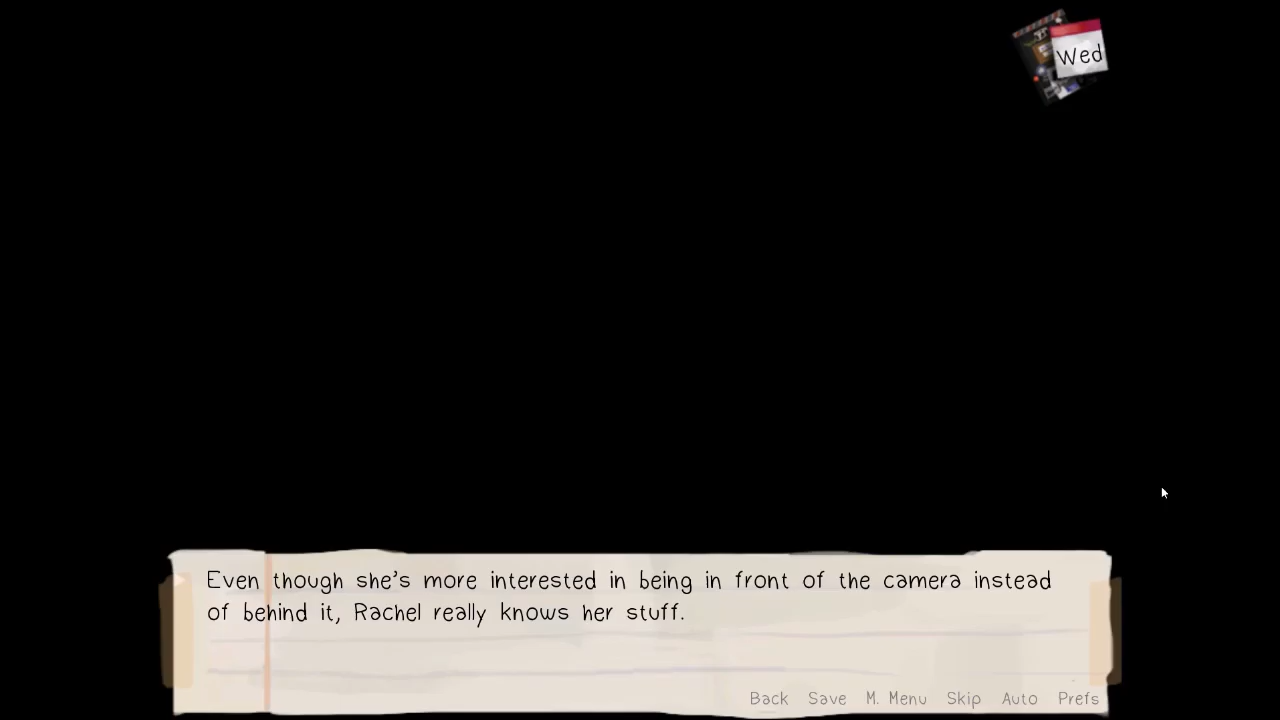 Wed
Even though she's more interested in being in front of the camera instead
of behind it, Rachel really knows her stuff.
Back Save M. Menu Skip Auto Prefs